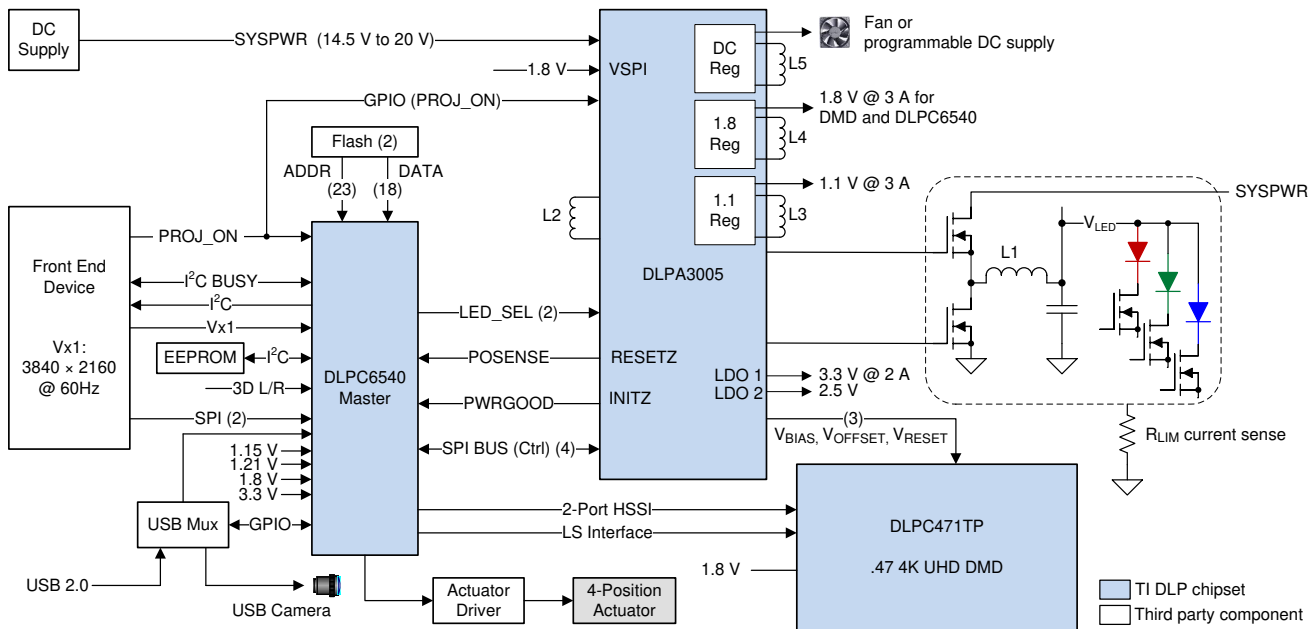 DC
Supply
SYSPWR (14.5 V to 20 V)
1.8 V
VSPI
GPIO (PROJ_ON)
DC
Reg
L5
Fan or
programmable DC supply
1.8
Reg
L4
1.8 V @ 3 A for
DMD and DLPC6540
1.1
Reg
L3
1.1 V @ 3 A
Flash (2)
ADDR
(23)
DATA
(18)
L2
DLPA3005
SYSPWR
VLED
L1
Front End
Device
Vx1:
3840 × 2160
@ 60Hz
PROJ_ON
I²C BUSY
I²C
Vx1
EEPROM
I²C
3D L/R
SPI (2)
1.15 V
1.21 V
1.8 V
3.3 V
DLPC6540
Master
LED_SEL (2)
POSENSE
RESETZ
PWRGOOD
INITZ
SPI BUS (Ctrl) (4)
LDO 1
3.3 V @ 2 A
LDO 2
2.5 V
(3)
VBIAS, VOFFSET, VRESET
RLIM current sense
USB Mux
GPIO
2-Port HSSI
LS Interface
DLPC471TP
.47 4K UHD DMD
1.8 V
USB 2.0
USB Camera
Actuator
Driver
4-Position
Actuator
TI DLP chipset
Third party component